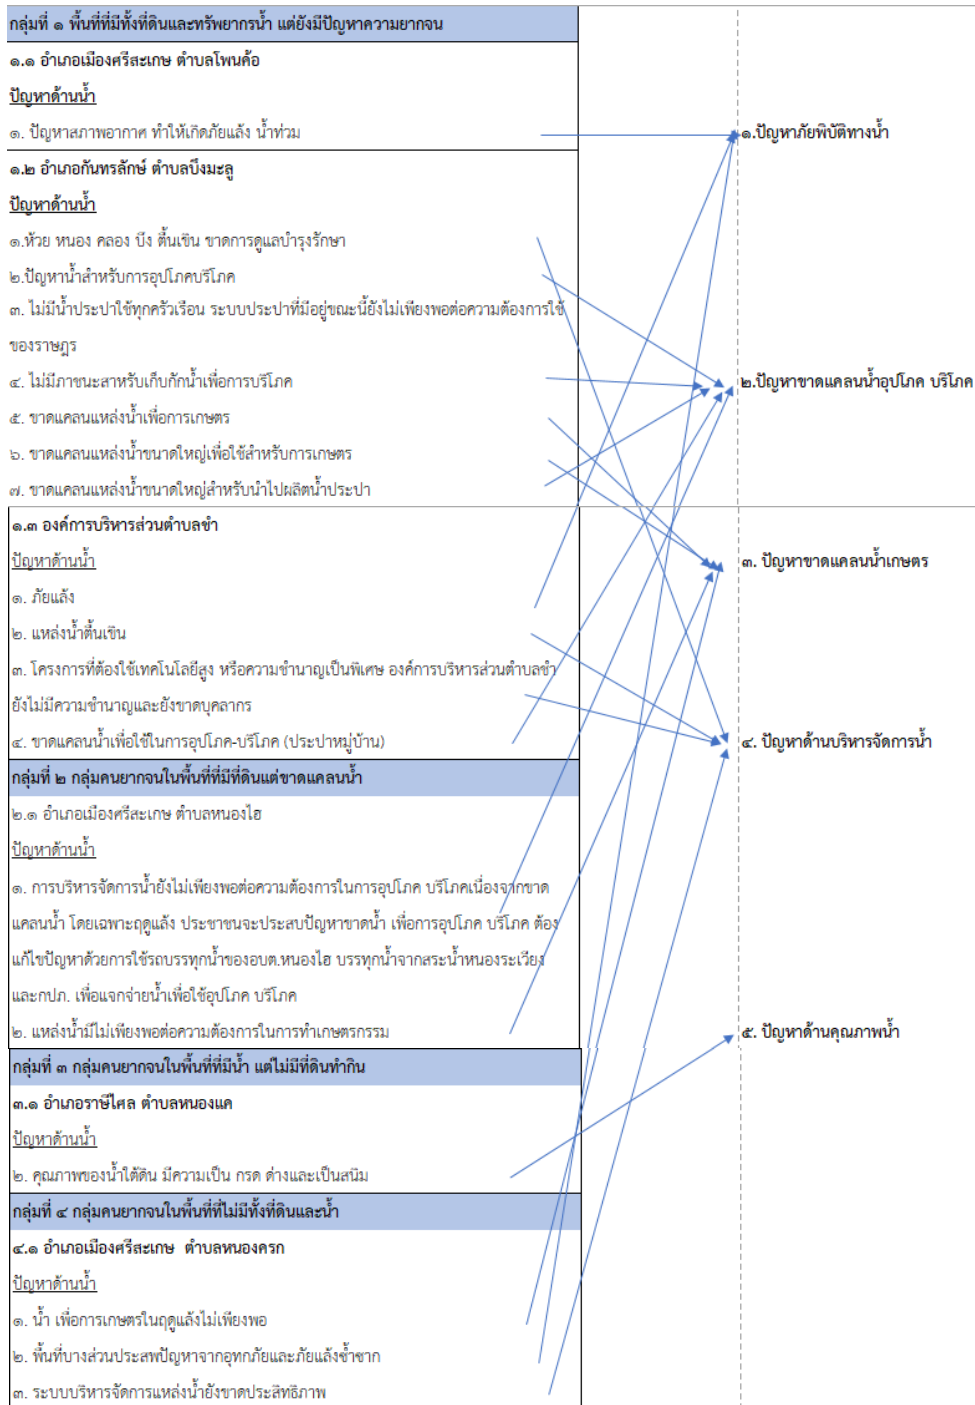 กลุ่มที่ ๑ พื้นที่ที่มีทั้งที่ดินและทรัพยากรน้ำ แต่ยังมีปัญหาความยากจน
๑.๑ อำเภอเมืองศรีสะเกษ ตำบลโพนค้อ
ปัญหาด้านน้ำ
๑. ปัญหาสภาพอากาศ ทำให้เกิดภัยแล้ง น้ำท่วม
๑.ปัญหาภัยพิบัติทางน้ำ
๑.๒ อำเภอกันทรลักษ์ ตำบลบึงมะลู
ปัญหาด้านน้ำ
๑.ห้วย หนอง คลอง บึง ตื้นเขิน ขาดการดูแลบำรุงรักษา
๒.ปัญหาน้ำสำหรับการอุปโภคบริโภค
๓. ไม่มีน้ำประปาใช้ทุกครัวเรือน ระบบประปาที่มีอยู่ขณะนี้ยังไม่เพียงพอต่อความต้องการใช้
ของราษฎร
๔. ไม่มีภาชนะสาหรับเก็บกักน้ำเพื่อการบริโภค
๒.ปัญหาขาดแคลนน้ำอุปโภค บริโภค
๕. ขาดแคลนแหล่งน้ำเพื่อการเกษตร
๖. ขาดแคลนแหล่งน้ำขนาดใหญ่เพื่อใช้สำหรับการเกษตร
๗. ขาดแคลนแหล่งน้ำขนาดใหญ่สำหรับนำไปผลิตน้ำประปา
๑.๓ องค์การบริหารส่วนตำบลชำ
ปัญหาด้านน้ำ
๓. ปัญหาขาดแคลนน้ำเกษตร
๑. ภัยแล้ง
๒. แหล่งน้ำตื้นเขิน
๓. โครงการที่ต้องใช้เทคโนโลยีสูง หรือความชำนาญเป็นพิเศษ องค์การบริหารส่วนตำบลชำ
ยังไม่มีความชำนาญและยังขาดบุคลากร
๔. ขาดแคลนน้ำเพื่อใช้ในการอุปโภค-บริโภค (ประปาหมู่บ้าน)
๔. ปัญหาด้านบริหารจัดการน้ำ
กลุ่มที่ ๒ กลุ่มคนยากจนในพื้นที่ที่มีที่ดินแต่ขาดแคลนน้ำ
๒.๑ อำเภอเมืองศรีสะเกษ ตำบลหนองไฮ
ปัญหาด้านน้ำ
๑. การบริหารจัดการน้ำยังไม่เพียงพอต่อความต้องการในการอุปโภค บริโภคเนื่องจากขาด
แคลนน้ำ โดยเฉพาะฤดูแล้ง ประชาชนจะประสบปัญหาขาดน้ำ เพื่อการอุปโภค บริโภค ต้อง
แก้ไขปัญหาด้วยการใช้รถบรรทุกน้ำของอบต.หนองไฮ บรรทุกน้ำจากสระน้ำหนองระเวียง
และกปภ. เพื่อแจกจ่ายน้ำเพื่อใช้อุปโภค บริโภค
๒. แหล่งน้ำมีไม่เพียงพอต่อความต้องการในการทำเกษตรกรรม
๕. ปัญหาด้านคุณภาพน้ำ
กลุ่มที่ ๓ กลุ่มคนยากจนในพื้นที่ที่มีน้ำ แต่ไม่มีที่ดินทำกิน
๓.๑ อำเภอราษีไศล ตำบลหนองแค
ปัญหาด้านน้ำ
๒. คุณภาพของน้ำใต้ดิน มีความเป็น กรด ด่างและเป็นสนิม
กลุ่มที่ ๔ กลุ่มคนยากจนในพื้นที่ที่ไม่มีทั้งที่ดินและน้ำ
๔.๑ อำเภอเมืองศรีสะเกษ ตำบลหนองครก
ปัญหาด้านน้ำ
๑. น้ำ เพื่อการเกษตรในฤดูแล้งไม่เพียงพอ
๒. พื้นที่บางส่วนประสพปัญหาจากอุทกภัยและภัยแล้งซ้ำซาก
๓. ระบบบริหารจัดการแหล่งน้ำยังขาดประสิทธิภาพ